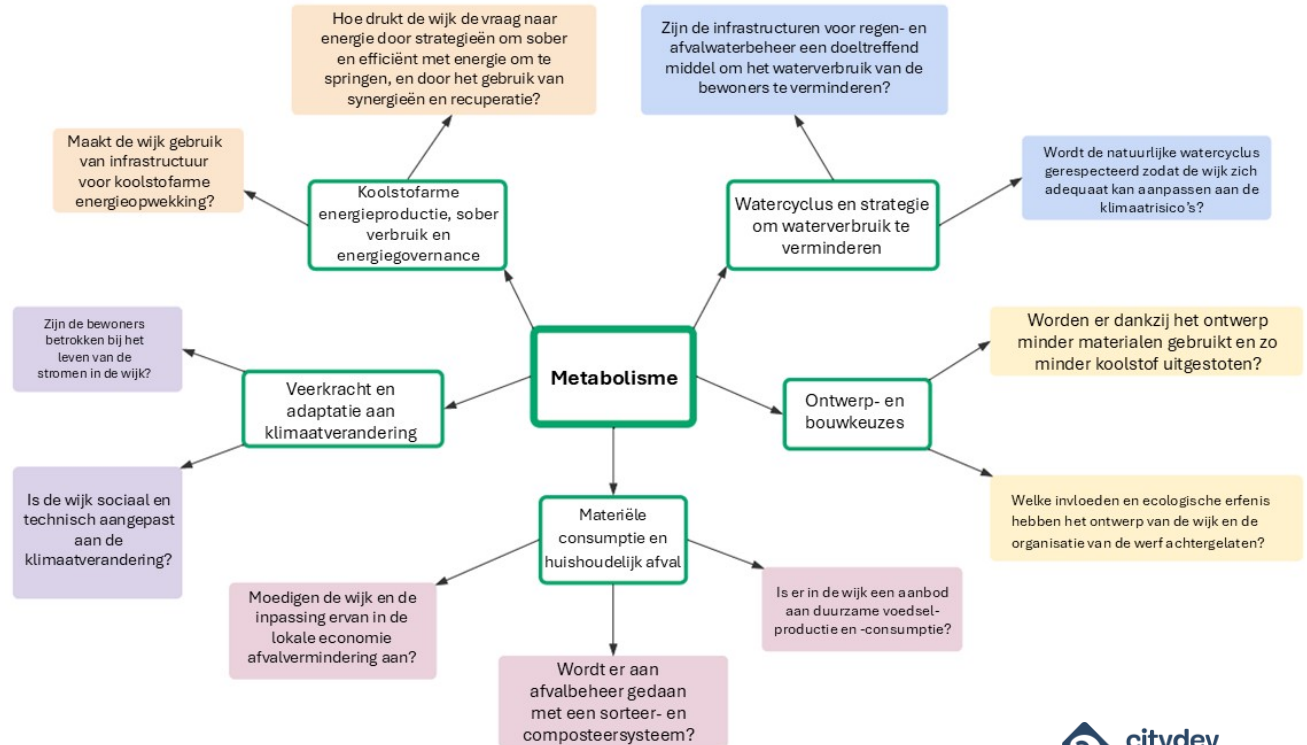 Hoe drukt de wijk de vraag naar
energie door strategieën om sober
en efficiënt met energie om te
springen, en door het gebruik van
synergieën en recuperatie?
Zijn de infrastructuren voor regen- en
afvalwaterbeheer een doeltreffend
middel om het waterverbruik van de
bewoners te verminderen?
Maakt de wijk gebruik
van infrastructuur
voor koolstofarme
energieopwekking?
Koolstofarme
energieproductie, sober
verbruik en
energiegovernance
Watercyclus en strategie
om waterverbruik te
verminderen
Wordt de natuurlijke watercyclus
gerespecteerd zodat de wijk zich
adequaat kan aanpassen aan de
klimaatrisico's?
Zijn de bewoners
betrokken bij het
leven van de
stromen in de wijk?
Veerkracht en
adaptatie aan
klimaatverandering
Metabolisme
Ontwerp- en
bouwkeuzes
Worden er dankzij het ontwerp
minder materialen gebruikt en zo
minder koolstof uitgestoten?
Is de wijk sociaal en
technisch aangepast
aan de
klimaatverandering?
Materiële
consumptie en
huishoudelijk afval
Welke invloeden en ecologische erfenis
hebben het ontwerp van de wijk en de
organisatie van de werf achtergelaten?
Moedigen de wijk en de
inpassing ervan in de
lokale economie
afvalvermindering aan?
Wordt er aan
afvalbeheer gedaan
met een sorteer- en
composteersysteem?
Is er in de wijk een aanbod
aan duurzame voedsel-
productie en -consumptie?
citydev